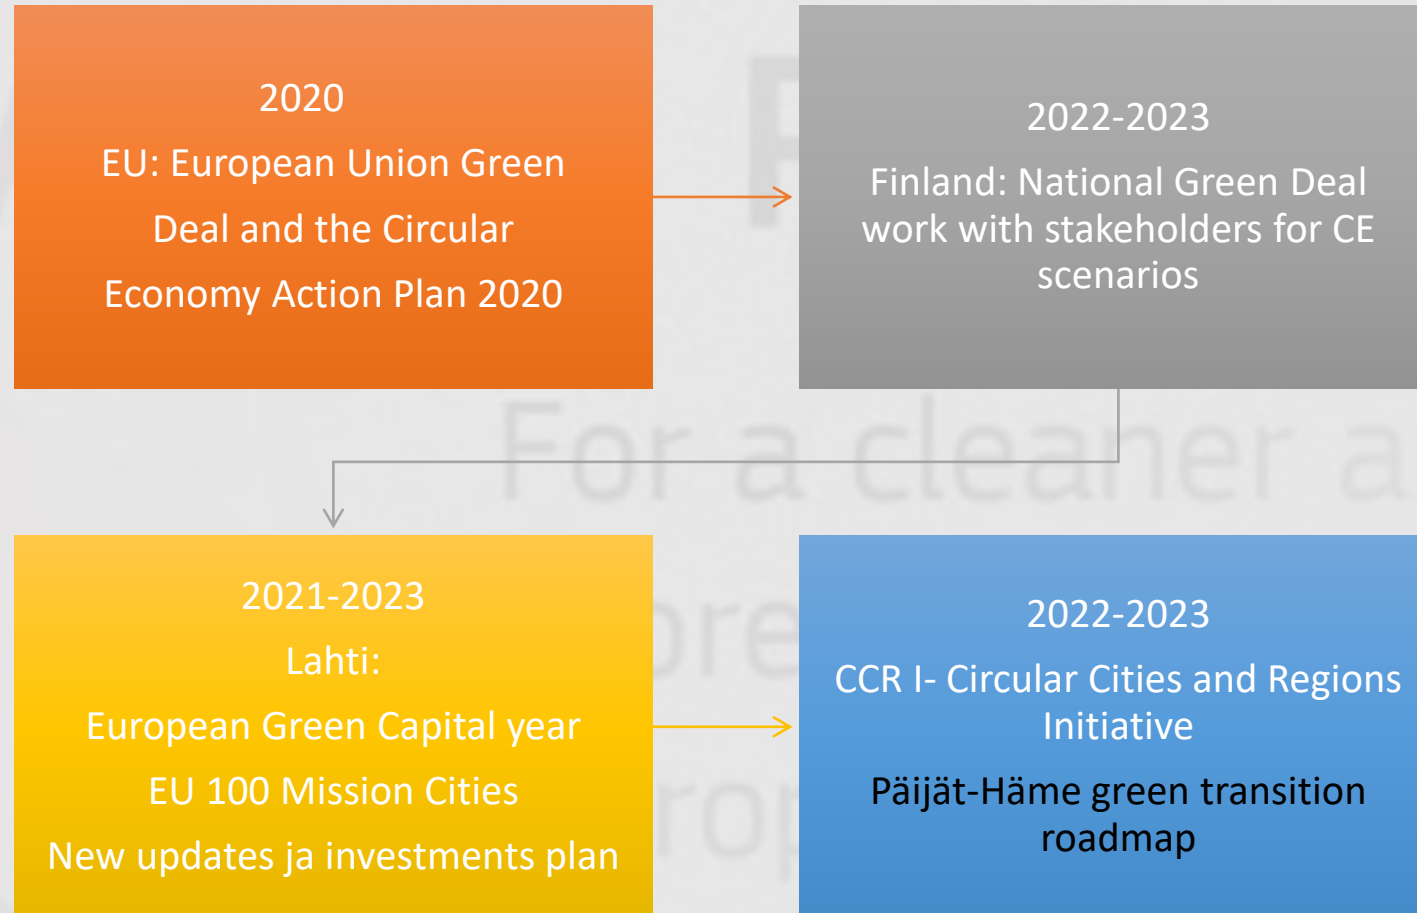 2020
EU: European Union Green
Deal and the Circular
Economy Action Plan 2020
2022-2023
Finland: National Green Deal
work with stakeholders for CE
scenarios
For a cleaner a
2021-2023
Lahti:
European Green Capital year
EU 100 Mission Cities
New updates ja investments plan
2022-2023
CCR I- Circular Cities and Regions
Initiative
Päijät-Häme green transition
roadmap